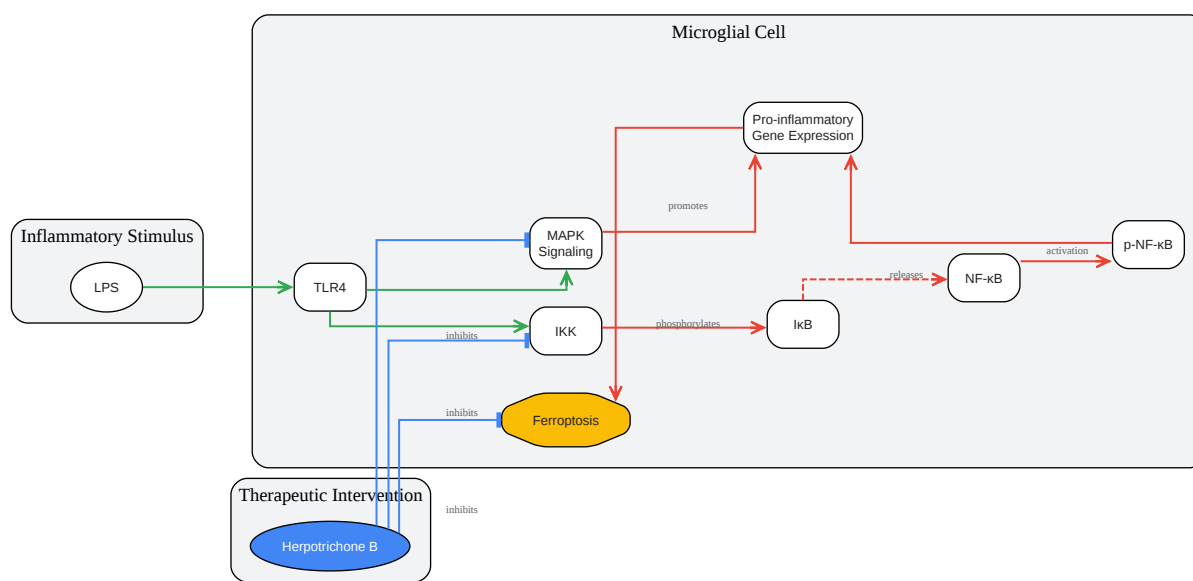 Microglial Cell
Pro-inflammatory
Gene Expression
promotes
MAPK
Signaling
p-NF-κB
activation
Inflammatory Stimulus
releases
NF-κB
LPS
TLR4
IKK
phosphorylates
IκB
inhibits
inhibits
Ferroptosis
Therapeutic Intervention
inhibits
Herpotrichone B